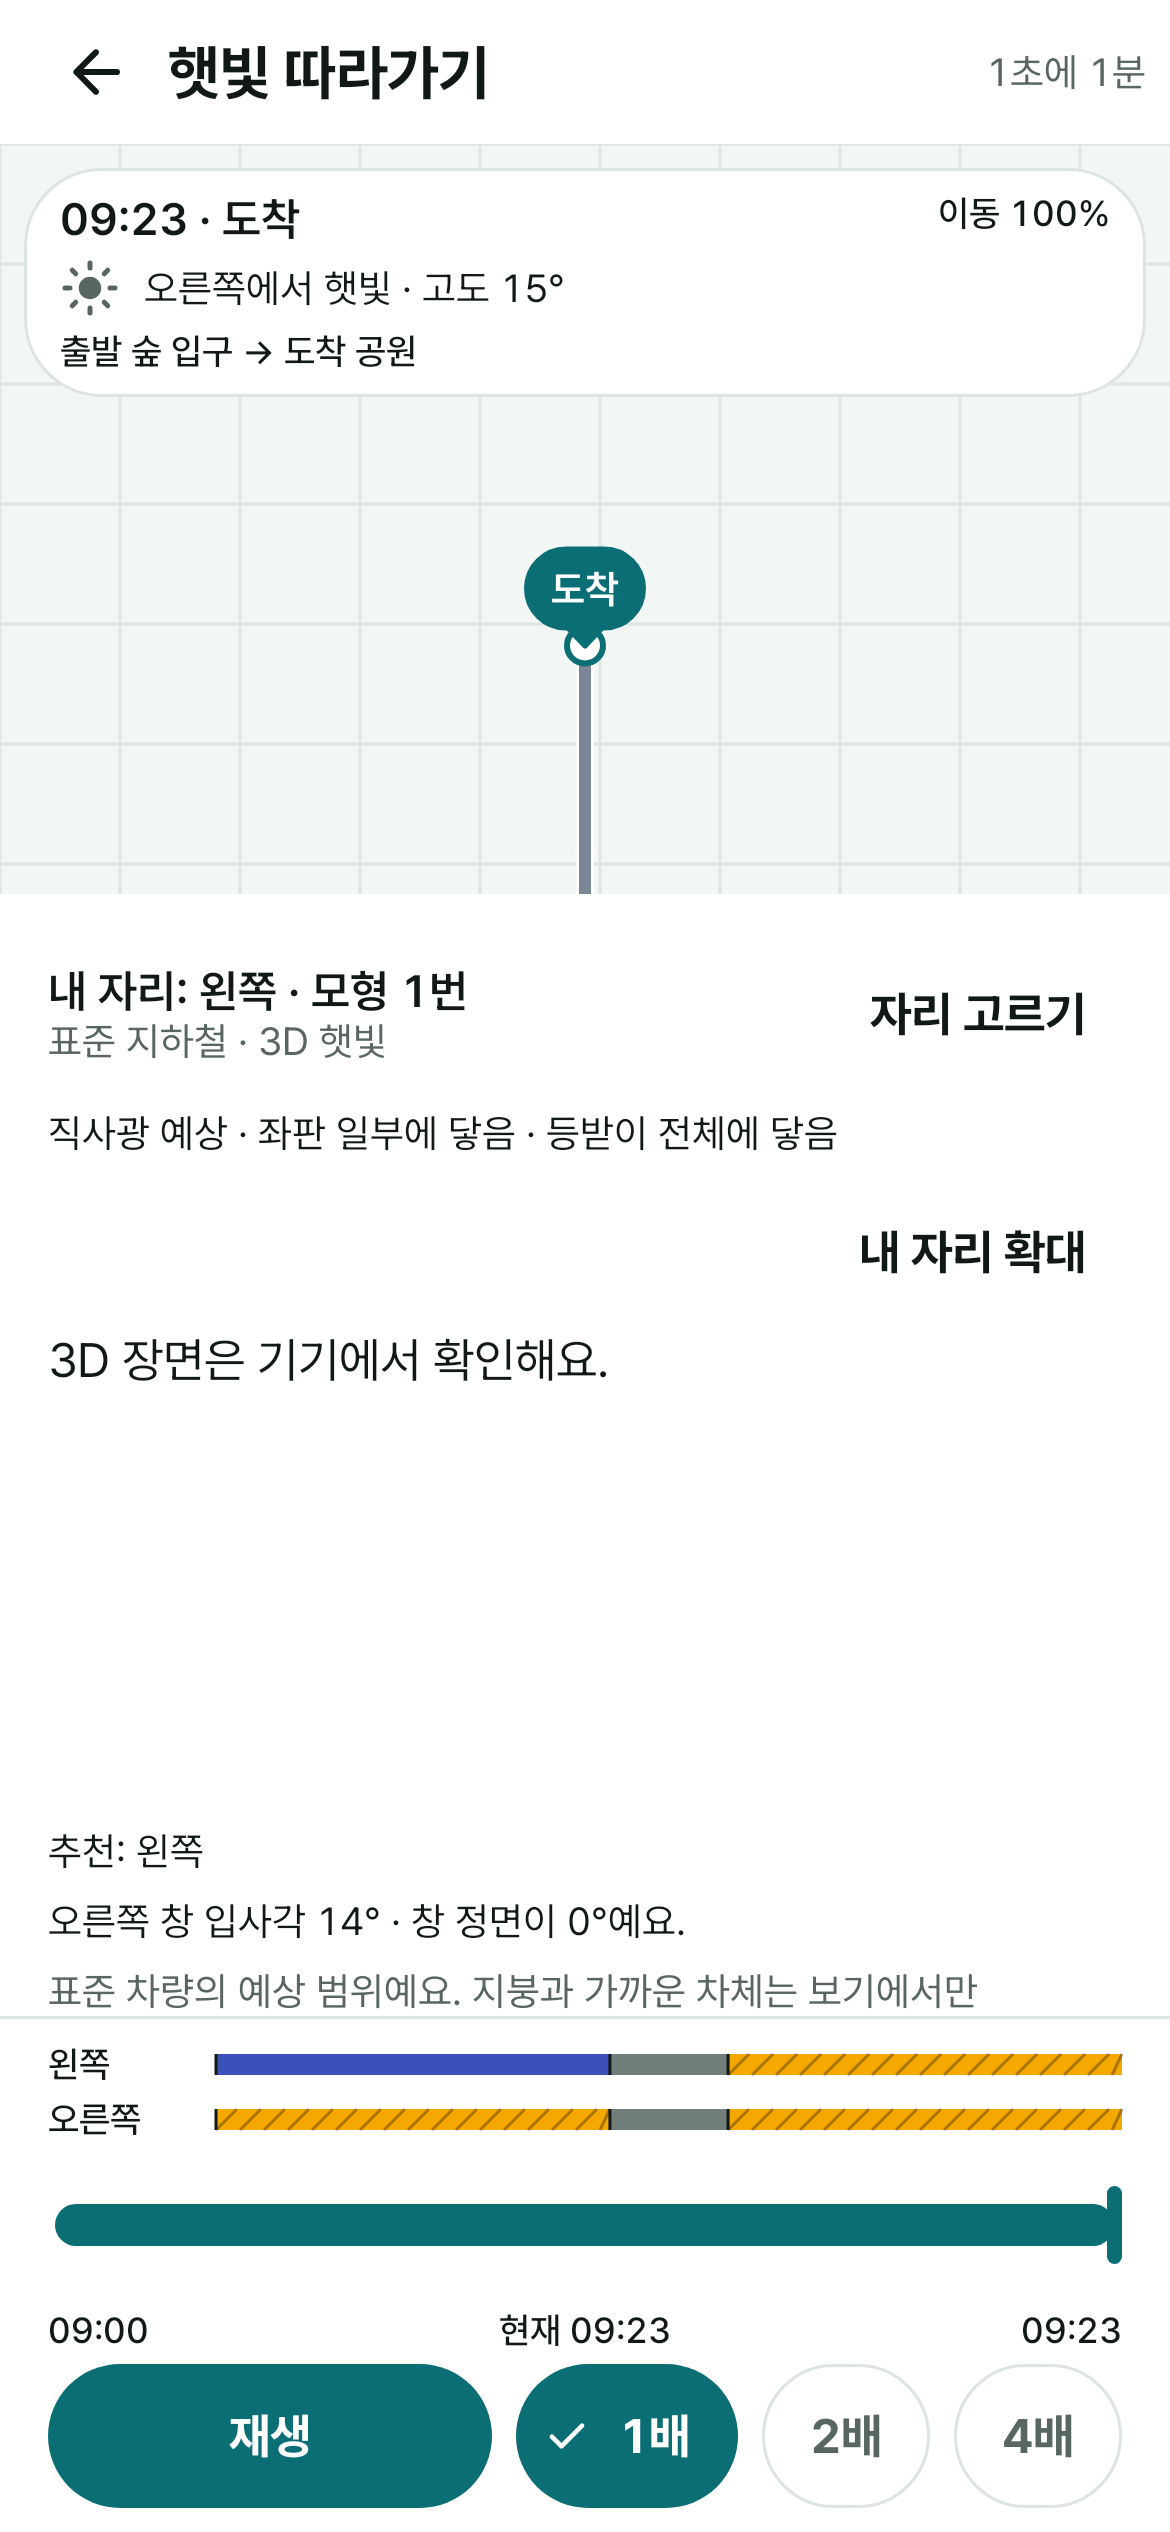 햇빛 따라가기
1초에 1분
09:23 · 도착
이동 100%
오른쪽에서 햇빛 · 고도 15°
출발 숲 입구 → 도착 공원
도착
내 자리: 왼쪽 · 모형 1번
표준 지하철 · 3D 햇빛
자리 고르기
직사광 예상 · 좌판 일부에 닿음 · 등받이 전체에 닿음
내 자리 확대
3D 장면은 기기에서 확인해요.
추천: 왼쪽
오른쪽 창 입사각 14° · 창 정면이 0°예요.
표준 차량의 예상 범위예요. 지붕과 가까운 차체는 보기에서만
왼쪽
오른쪽
09:00
현재 09:23
09:23
재생
1배
2배
4배